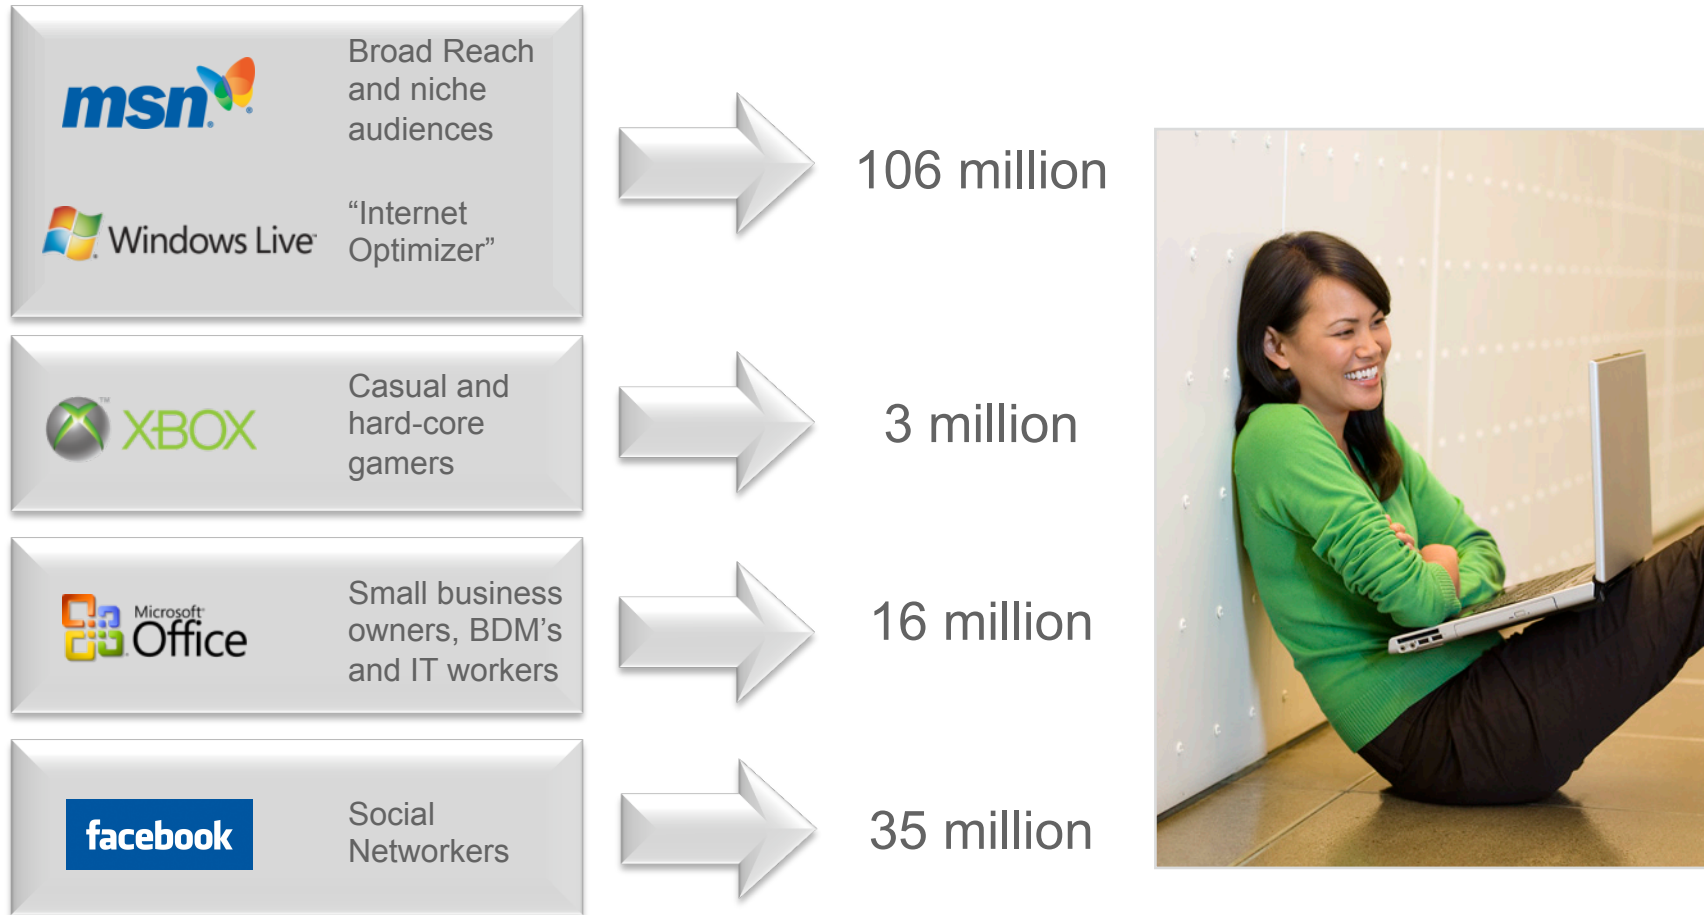 msn
Broad Reach
and niche
audiences
106 million
Windows Live
“Internet
Optimizer”
XBOX™
Casual and
hard-core
gamers
3 million
Microsoft
Office
Small business
owners, BDM’s
and IT workers
16 million
facebook
Social
Networkers
35 million